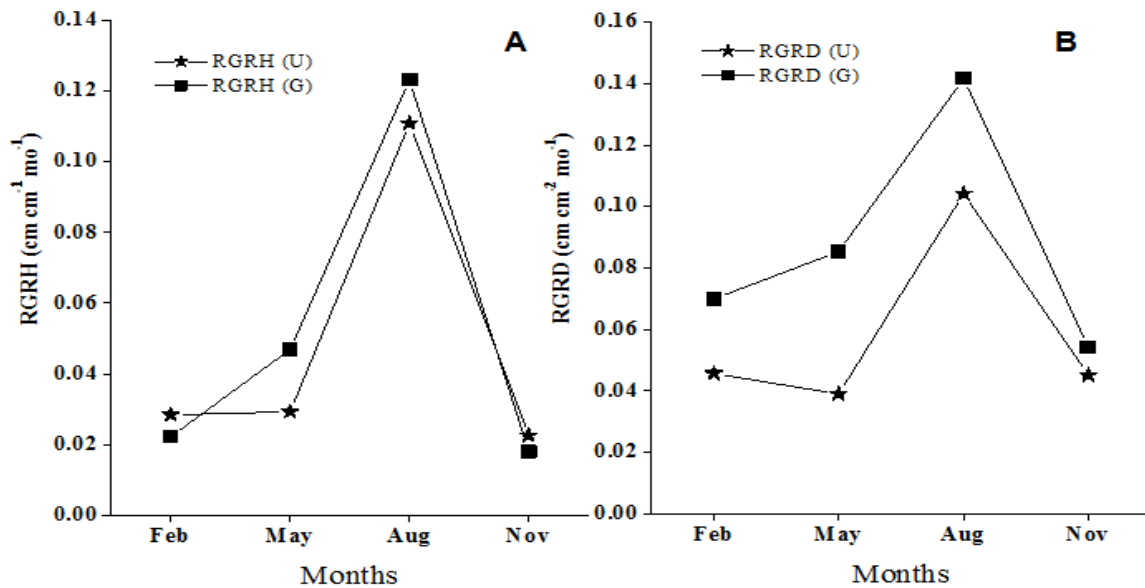 A
RGRH (U)
RGRH (G)
RGRH (cm cm⁻¹ mo⁻¹)
0.14
0.12
0.10
0.08
0.06
0.04
0.02
0.00
Feb May Aug Nov
Months
B
RGRD (U)
RGRD (G)
RGRD (cm cm⁻² mo⁻¹)
0.16
0.14
0.12
0.10
0.08
0.06
0.04
0.02
0.00
Feb May Aug Nov
Months